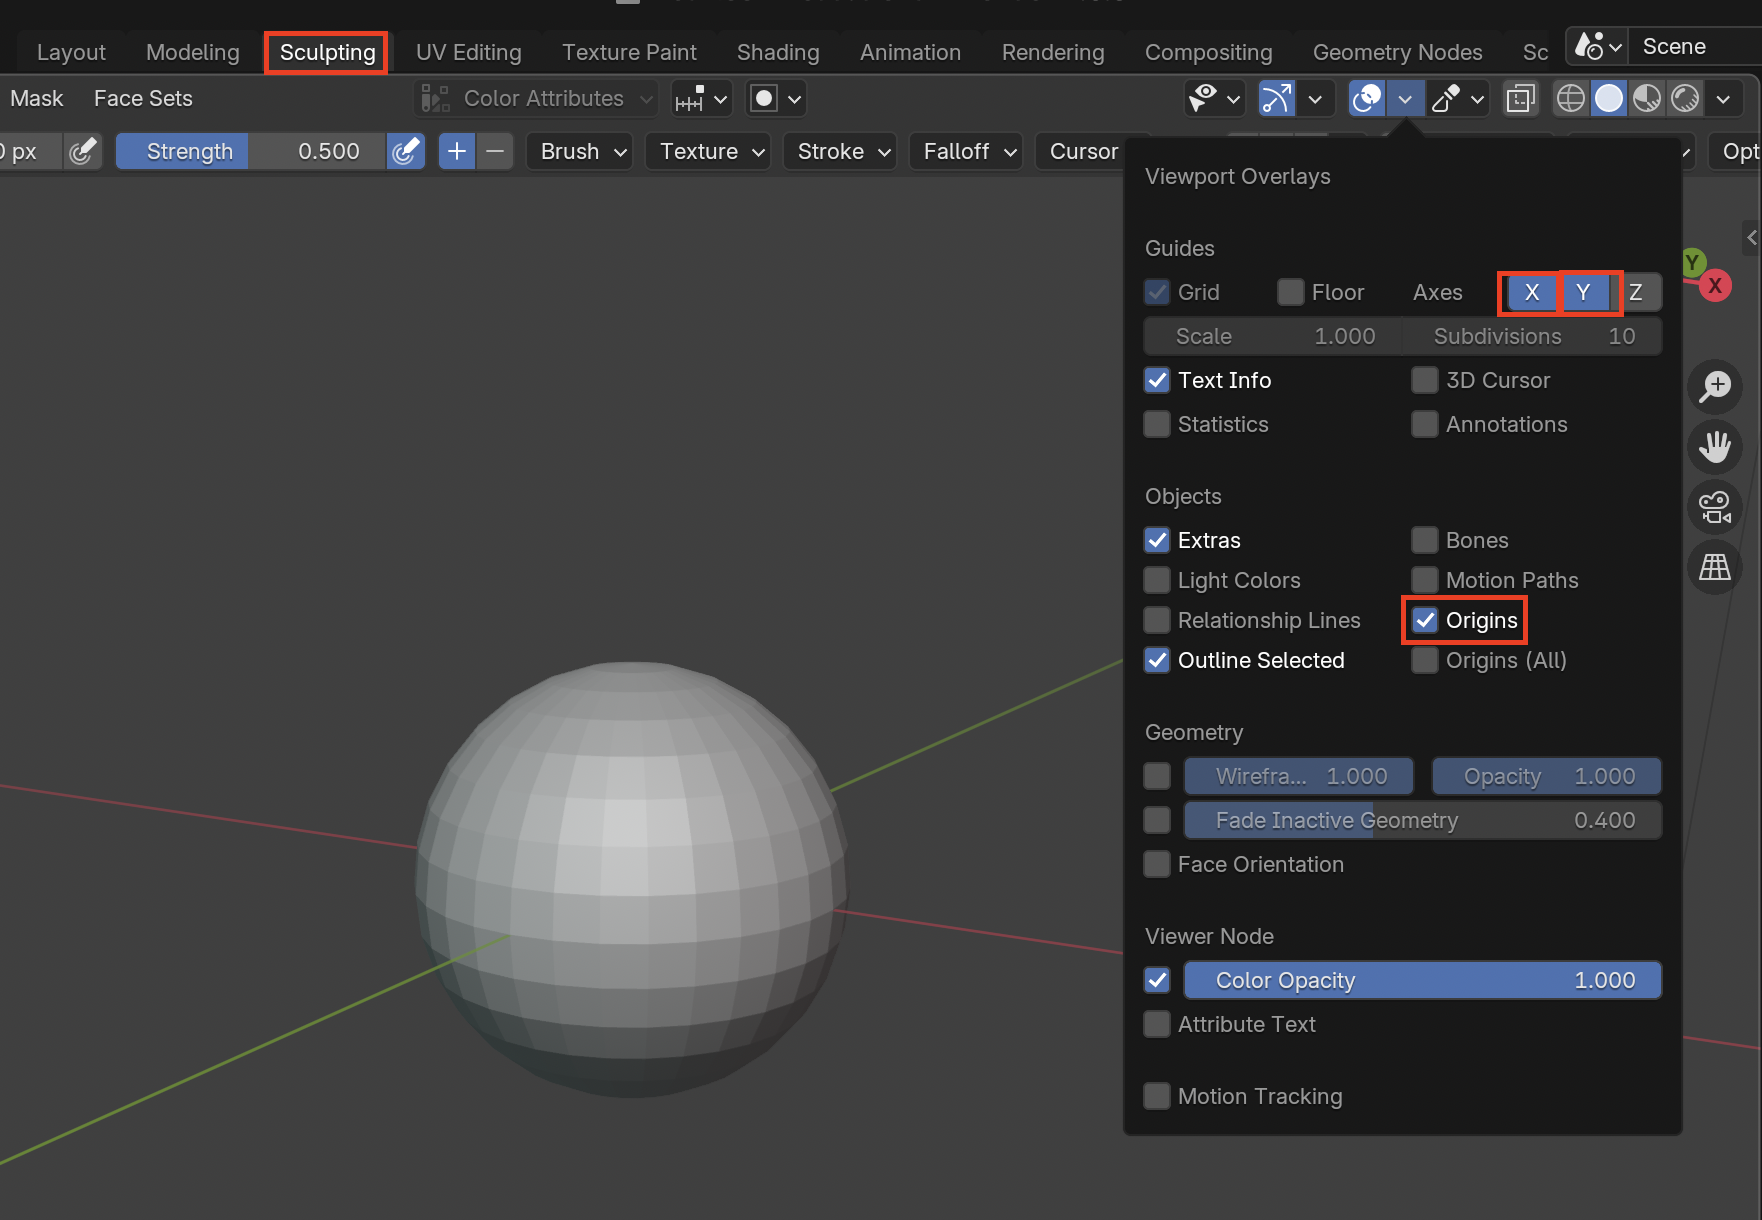 Layout Modeling Sculpting UV Editing Texture Paint Shading Animation Rendering Compositing Geometry Nodes Sc Scene
Mask Face Sets Color Attributes
0 px Strength 0.500 Brush Texture Stroke Falloff Cursor Opt
Viewport Overlays
Guides
Grid Floor Axes X Y Z
Y
X
Scale 1.000 Subdivisions 10
Text Info 3D Cursor
Statistics Annotations
Objects
Extras Bones
Light Colors Motion Paths
Relationship Lines Origins
Outline Selected Origins (All)
Geometry
Wirefra... 1.000 Opacity 1.000
Fade Inactive Geometry 0.400
Face Orientation
Viewer Node
Color Opacity 1.000
Attribute Text
Motion Tracking